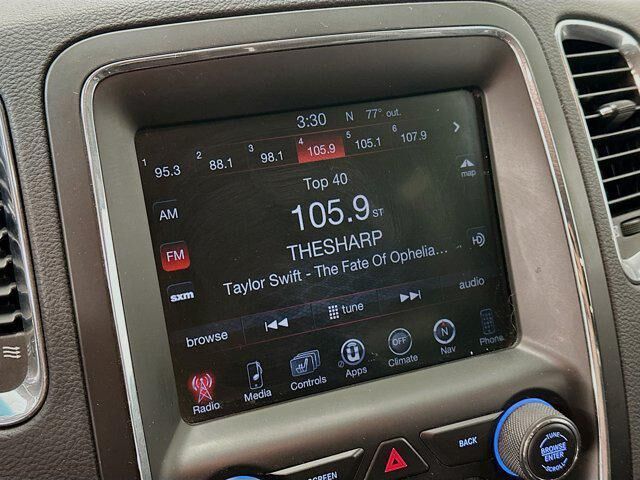 3:30 N 77° out.
1 95.3 2 88.1 3 98.1 4 105.9 5 105.1 6 107.9 >
Top 40
map
AM
105.9 ST
FM
THESHARP
HD
Taylor Swift - The Fate Of Ophelia...
sxm
browse tune audio
Radio Media Controls Apps OFF Climate N Nav Phone
SCREEN BACK TUNE
BROWSE
ENTER
SCROLL